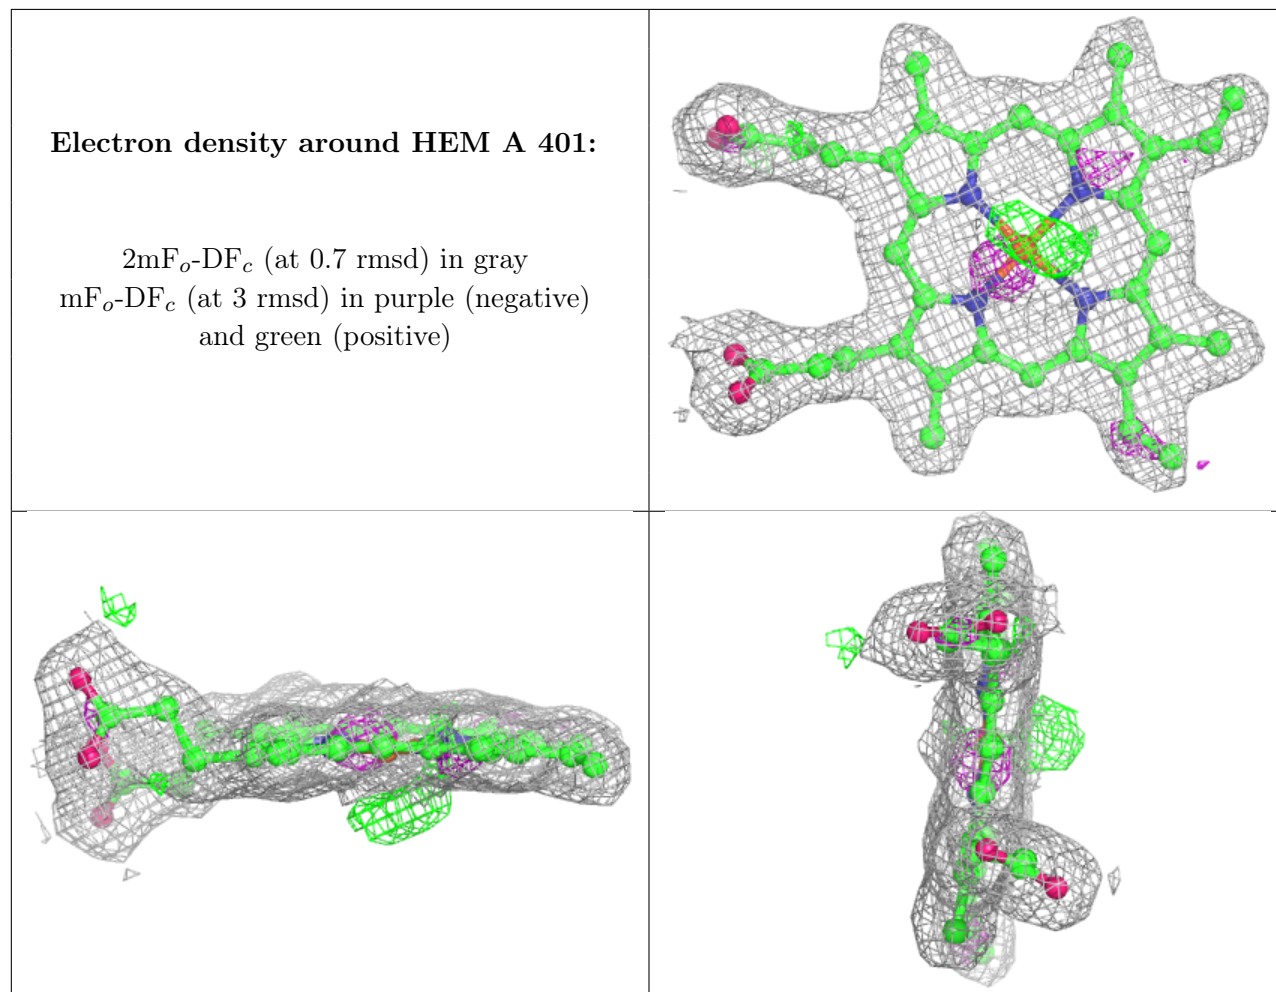 Electron density around HEM A 401:
2mFₒ-DF𝒸 (at 0.7 rmsd) in gray
mFₒ-DF𝒸 (at 3 rmsd) in purple (negative)
and green (positive)